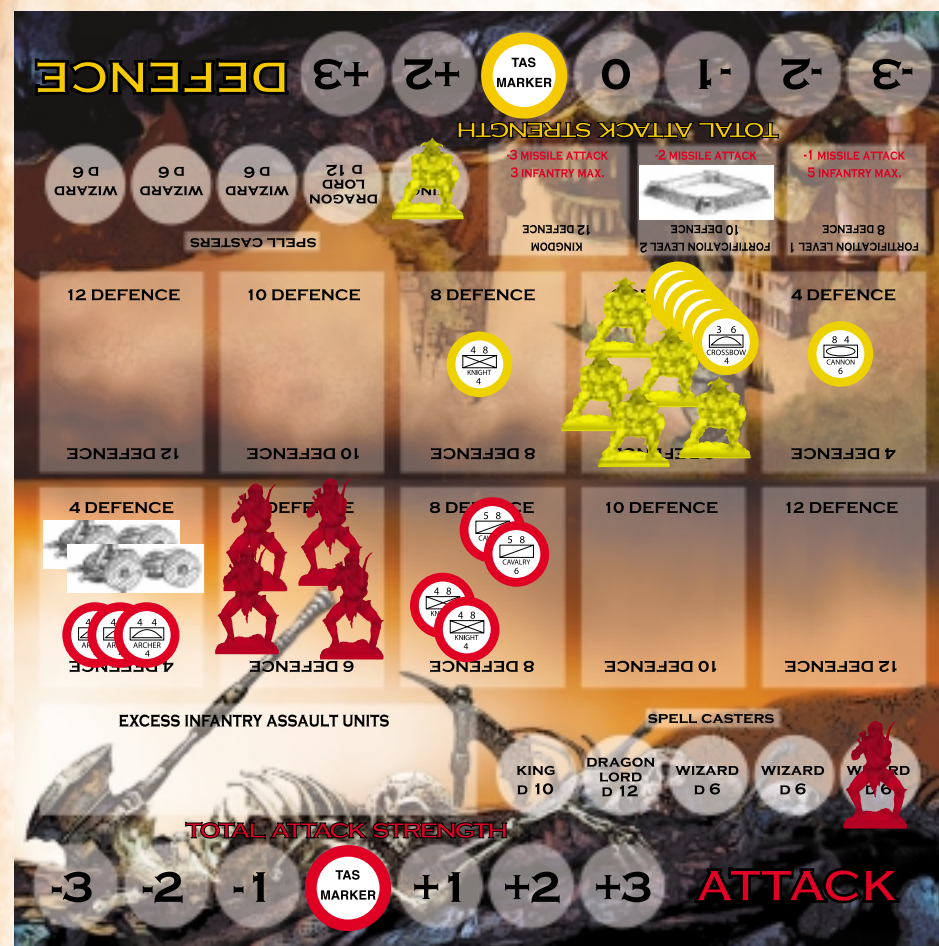 DEFENCE
+3 +2 TAS MARKER 0 -1 -2 -3
TOTAL ATTACK STRENGTH
WIZARD D 6
WIZARD D 6
WIZARD D 6
DRAGON LORD D 12
SPELL CASTERS
-3 MISSILE ATTACK
3 INFANTRY MAX.
KINGDOM
12 DEFENCE
-2 MISSILE ATTACK
FORTIFICATION LEVEL 2
10 DEFENCE
-1 MISSILE ATTACK
5 INFANTRY MAX.
FORTIFICATION LEVEL 1
8 DEFENCE
12 DEFENCE
10 DEFENCE
8 DEFENCE
4 DEFENCE
4 8
KNIGHT
4
3 6
CROSSBOW
4
8 4
CANNON
6
12 DEFENCE
10 DEFENCE
8 DEFENCE
4 DEFENCE
4 DEFENCE
8
10 DEFENCE
12 DEFENCE
5 8
5 8
CAVALRY
6
4 8
4 8
KNIGHT
4
4 4
ARCHER
4
4 DEFENCE
6 DEFENCE
8 DEFENCE
10 DEFENCE
12 DEFENCE
EXCESS INFANTRY ASSAULT UNITS
SPELL CASTERS
KING D 10
DRAGON LORD D 12
WIZARD D 6
WIZARD D 6
TOTAL ATTACK STRENGTH
-3 -2 -1 TAS MARKER +1 +2 +3
ATTACK